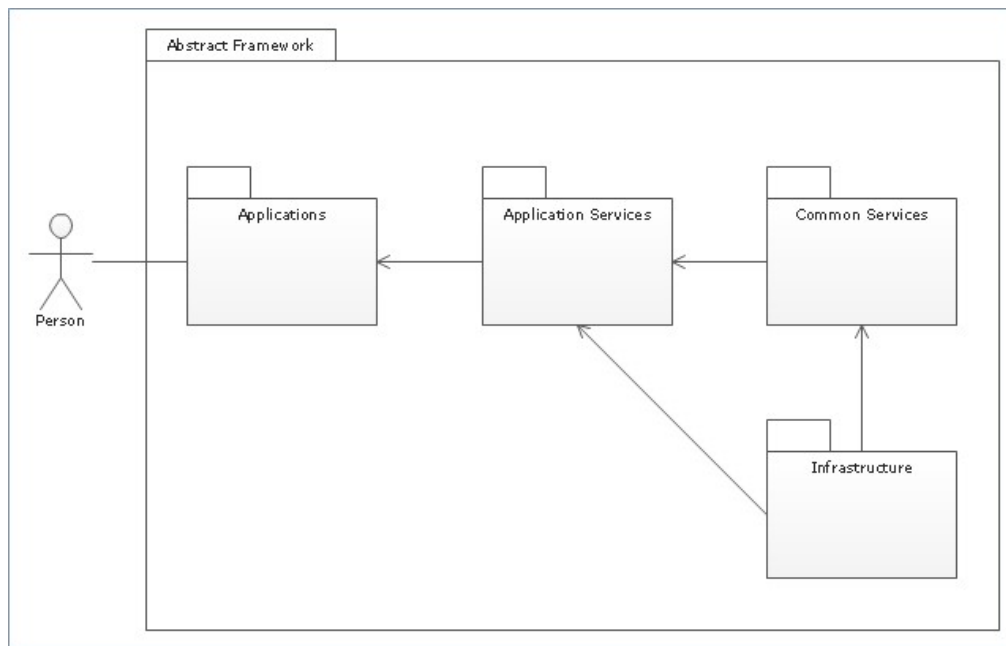 Abstract Framework
Applications
Application Services
Common Services
Person
Infrastructure